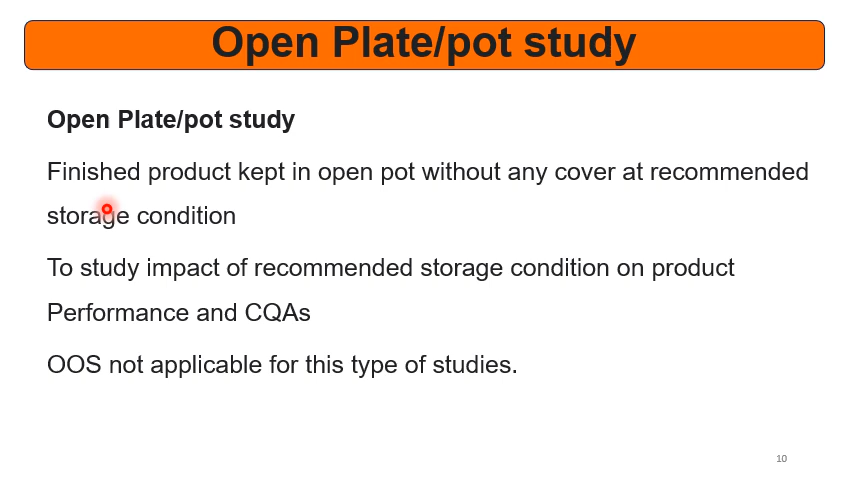 Open Plate/pot study
Open Plate/pot study
Finished product kept in open pot without any cover at recommended
storage condition
To study impact of recommended storage condition on product
Performance and CQAs
OOS not applicable for this type of studies.
10